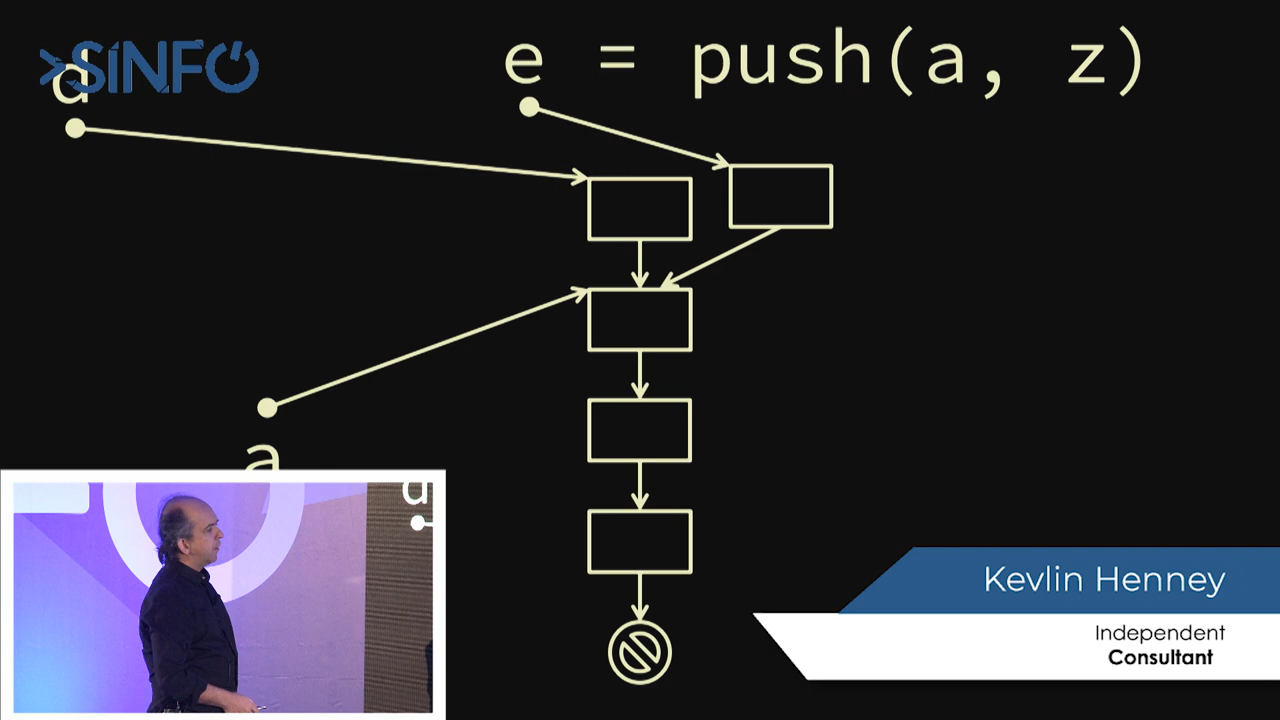 >SINFO
d
e = push(a, z)
a
d
Kevlin Henney
Independent
Consultant